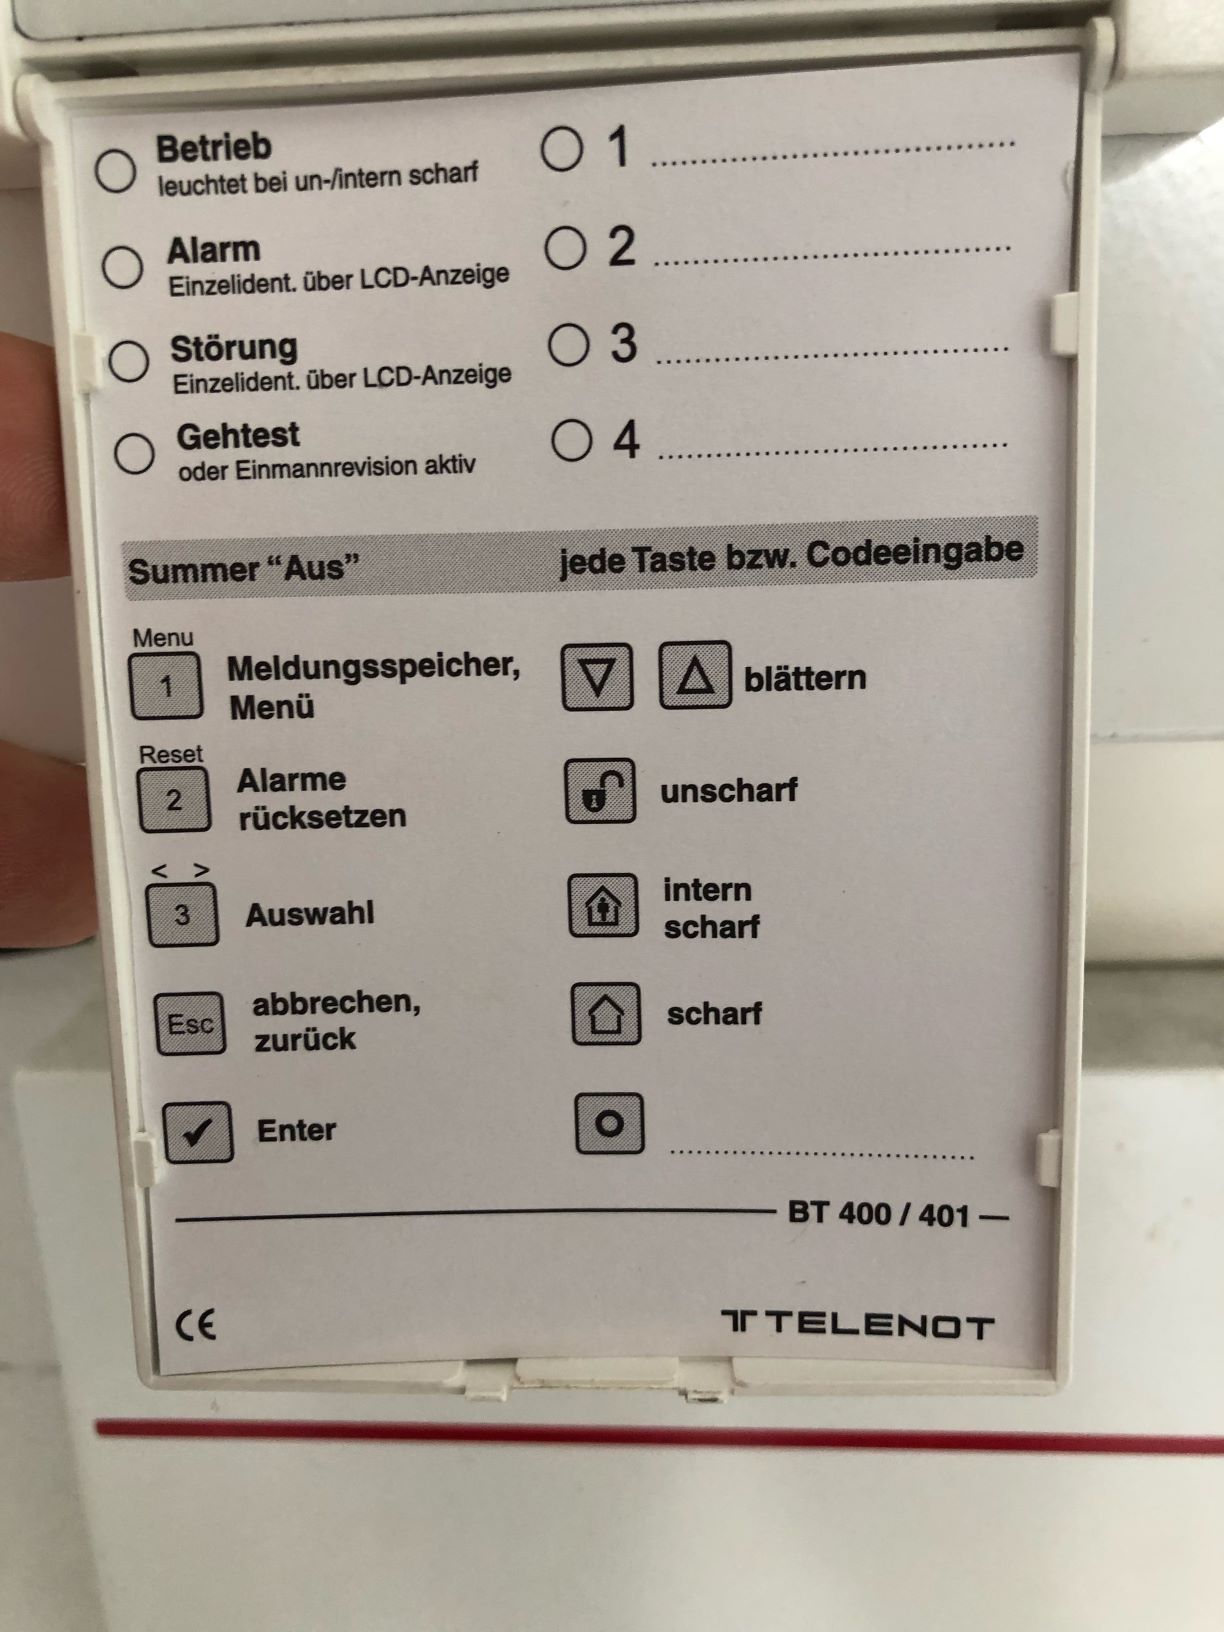 Betrieb
leuchtet bei un-/intern scharf
1
Alarm
Einzelident. über LCD-Anzeige
2
Störung
Einzelident. über LCD-Anzeige
3
Gehtest
oder Einmannrevision aktiv
4
Summer “Aus” jede Taste bzw. Codeeingabe
Menu
1 Meldungsspeicher,
Menü
blättern
Reset
2 Alarme
rücksetzen
unscharf
< >
3 Auswahl
intern
scharf
Esc abbrechen,
zurück
scharf
Enter
BT 400 / 401
CE TELENOT